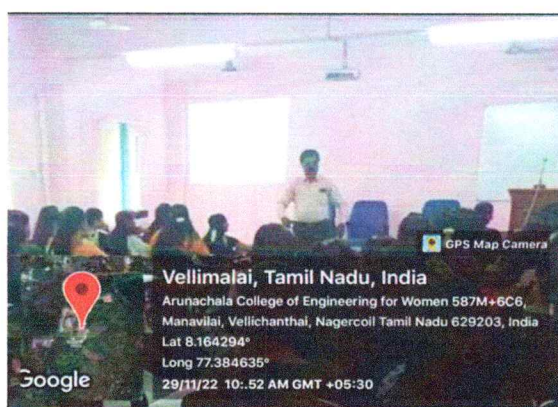 GPS Map Camera
Vellimalai, Tamil Nadu, India
Arunachala College of Engineering for Women 587M+6C6,
Manavilai, Vellichanthai, Nagercoil Tamil Nadu 629203, India
Lat 8.164294°
Long 77.384635°
29/11/22 10:.52 AM GMT +05:30
Google